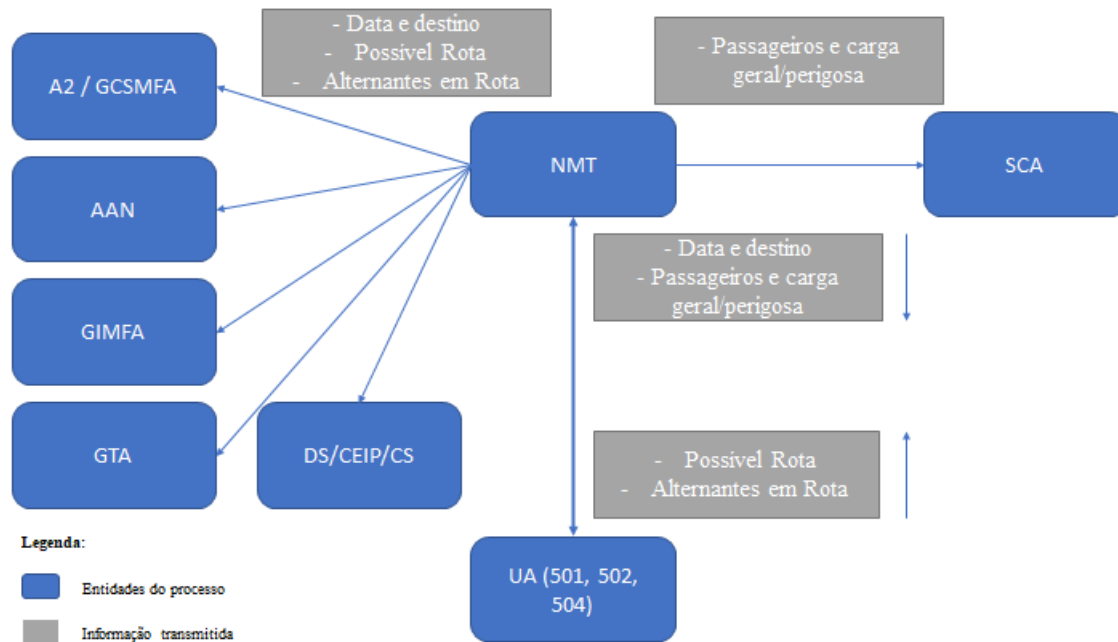 - Data e destino
- Possível Rota
- Alternantes em Rota
- Passageiros e carga
geral/perigosa
A2 / GCSMFA
NMT
SCA
AAN
- Data e destino
- Passageiros e carga
geral/perigosa
GIMFA
GTA
DS/CEIP/CS
- Possível Rota
- Alternantes em Rota
Legenda:
Entidades do processo
Informação transmitida
UA (501, 502,
504)